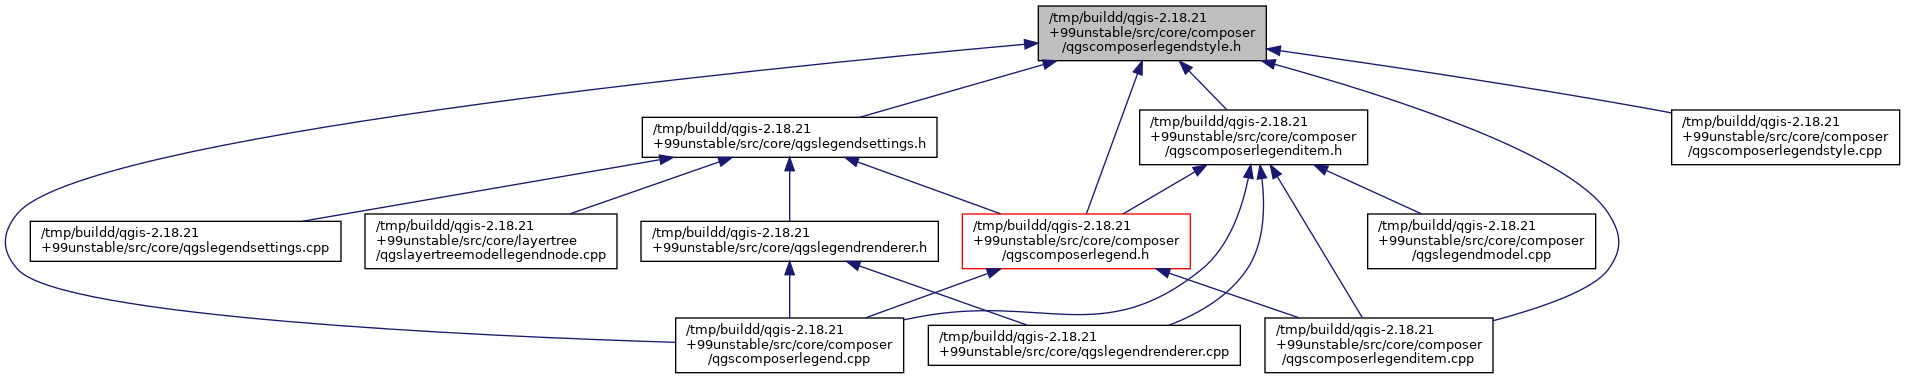 /tmp/buildd/qgis-2.18.21
+99unstable/src/core/composer
/qgscomposerlegendstyle.h
/tmp/buildd/qgis-2.18.21
+99unstable/src/core/qgslegendsettings.h
/tmp/buildd/qgis-2.18.21
+99unstable/src/core/composer
/qgscomposerlegenditem.h
/tmp/buildd/qgis-2.18.21
+99unstable/src/core/composer
/qgscomposerlegendstyle.cpp
/tmp/buildd/qgis-2.18.21
+99unstable/src/core/qgslegendsettings.cpp
/tmp/buildd/qgis-2.18.21
+99unstable/src/core/layertree
/qgslayertreemodellegendnode.cpp
/tmp/buildd/qgis-2.18.21
+99unstable/src/core/qgslegendrenderer.h
/tmp/buildd/qgis-2.18.21
+99unstable/src/core/composer
/qgscomposerlegend.h
/tmp/buildd/qgis-2.18.21
+99unstable/src/core/composer
/qgslegendmodel.cpp
/tmp/buildd/qgis-2.18.21
+99unstable/src/core/composer
/qgscomposerlegend.cpp
/tmp/buildd/qgis-2.18.21
+99unstable/src/core/qgslegendrenderer.cpp
/tmp/buildd/qgis-2.18.21
+99unstable/src/core/composer
/qgscomposerlegenditem.cpp